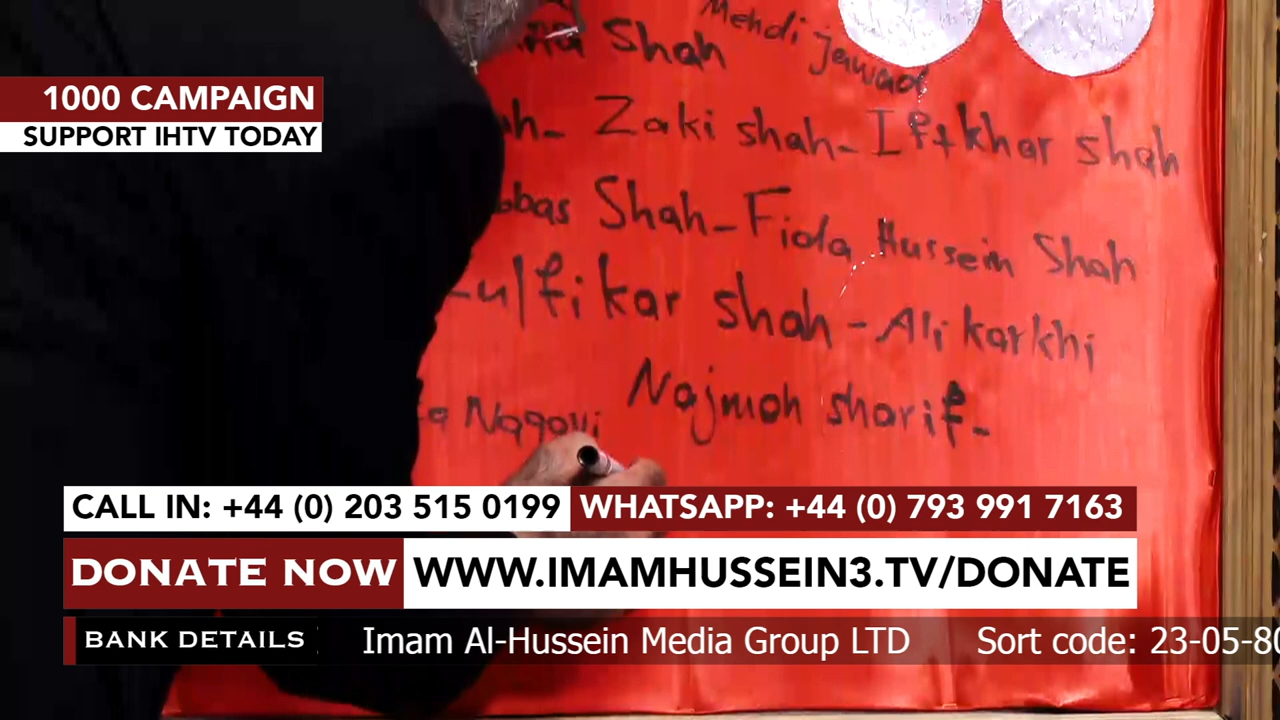 Mehdi jawad
Shah
Zaki shah- Iftkhar shah
Shah-Fida Hussein Shah
shah-Ali karkhi
Naqavi Najmah sharif-
1000 CAMPAIGN
SUPPORT IHTV TODAY
CALL IN: +44 (0) 203 515 0199 WHATSAPP: +44 (0) 793 991 7163
DONATE NOW WWW.IMAMHUSSEIN3.TV/DONATE
BANK DETAILS Imam Al-Hussein Media Group LTD Sort code: 23-05-80